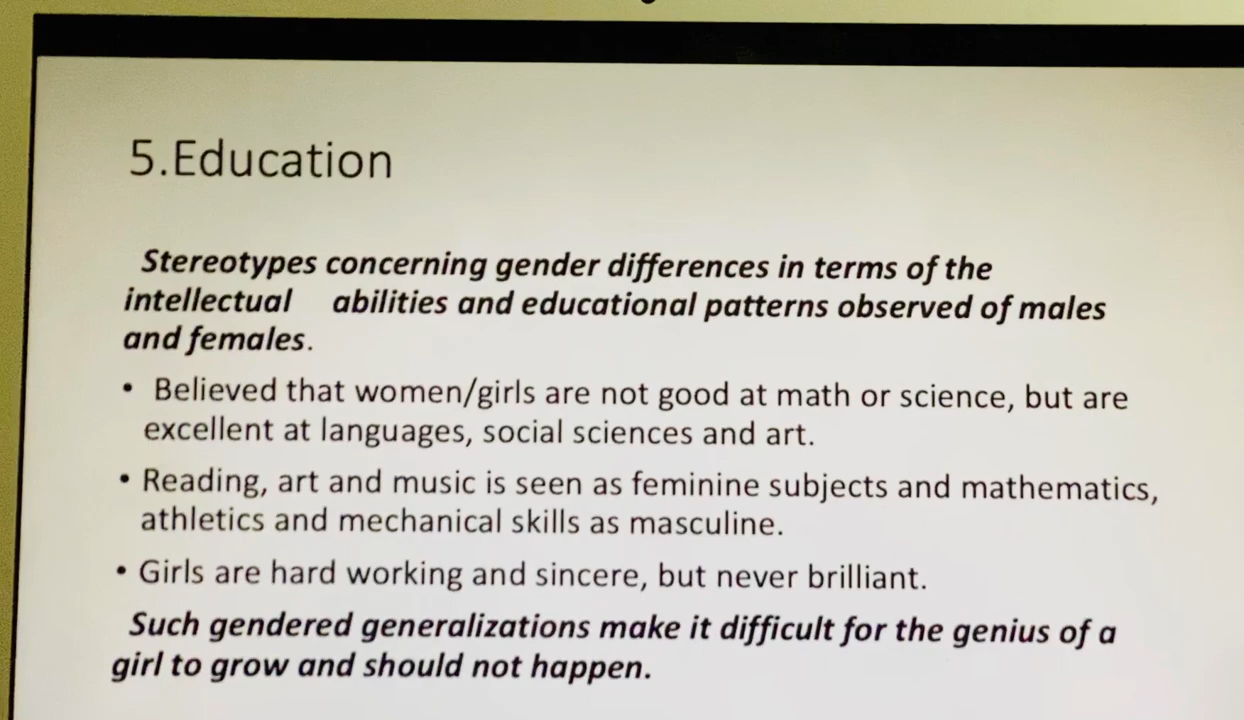 5.Education
Stereotypes concerning gender differences in terms of the
intellectual abilities and educational patterns observed of males
and females.
• Believed that women/girls are not good at math or science, but are
excellent at languages, social sciences and art.
• Reading, art and music is seen as feminine subjects and mathematics,
athletics and mechanical skills as masculine.
• Girls are hard working and sincere, but never brilliant.
Such gendered generalizations make it difficult for the genius of a
girl to grow and should not happen.